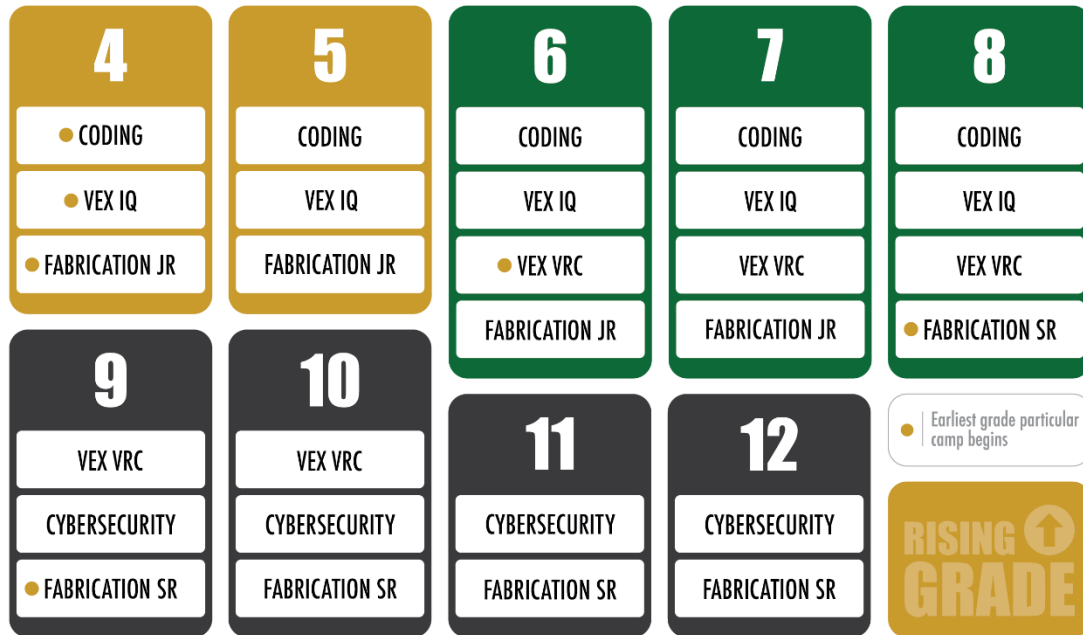 4
CODING
VEX IQ
FABRICATION JR
5
CODING
VEX IQ
FABRICATION JR
6
CODING
VEX IQ
VEX VRC
FABRICATION JR
7
CODING
VEX IQ
VEX VRC
FABRICATION JR
8
CODING
VEX IQ
VEX VRC
FABRICATION SR
9
VEX VRC
CYBERSECURITY
FABRICATION SR
10
VEX VRC
CYBERSECURITY
FABRICATION SR
11
CYBERSECURITY
FABRICATION SR
12
CYBERSECURITY
FABRICATION SR
Earliest grade particular
camp begins
RISING
GRADE